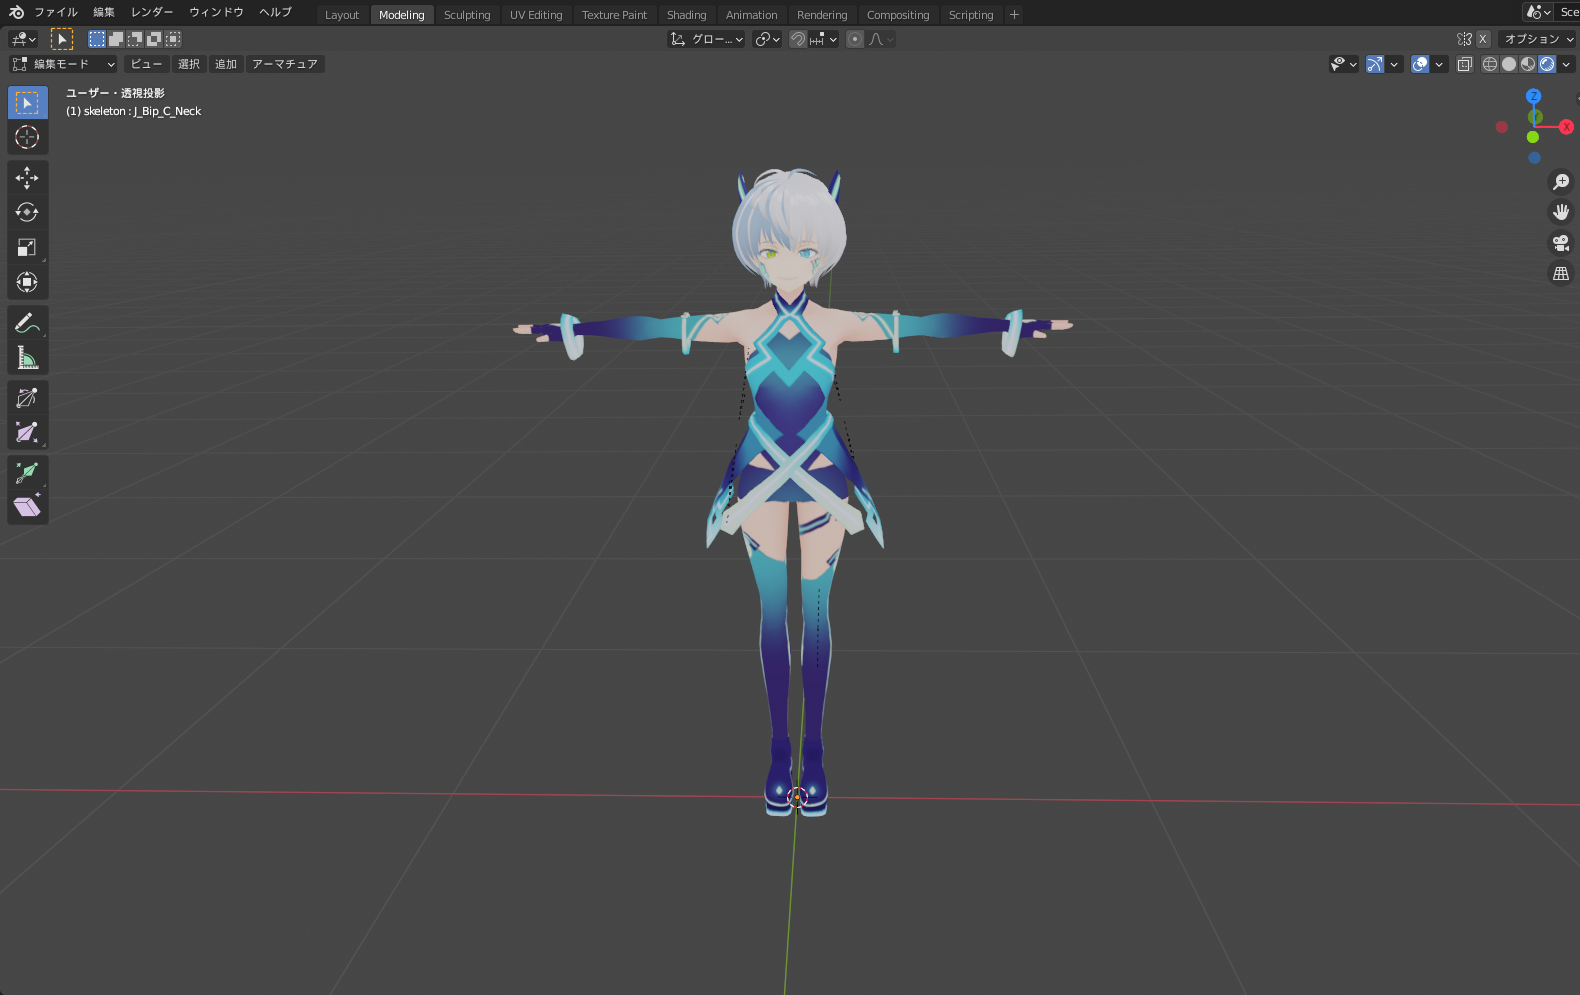 ファイル 編集 レンダー ウィンドウ ヘルプ Layout Modeling Sculpting UV Editing Texture Paint Shading Animation Rendering Compositing Scripting + Sce
グロー... X オプション
編集モード ビュー 選択 追加 アーマチュア
ユーザー・透視投影
(1) skeleton : J_Bip_C_Neck
Z
X